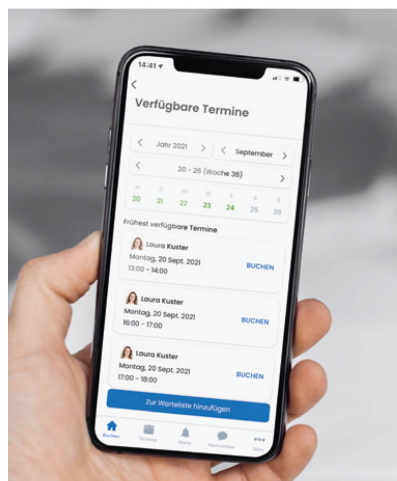 14:41
Verfügbare Termine
Jahr 2021
September
20 - 26 (Woche 38)
M D M D F S S
20 21 22 23 24 25 26
Frühest verfügbare Termine
Laura Kuster
Montag, 20 Sept. 2021
13:00 - 14:00
BUCHEN
Laura Kuster
Montag, 20 Sept. 2021
16:00 - 17:00
BUCHEN
Laura Kuster
Montag, 20 Sept. 2021
17:00 - 18:00
BUCHEN
Zur Warteliste hinzufügen
Buchen
Termine
Nachrichten
Mehr